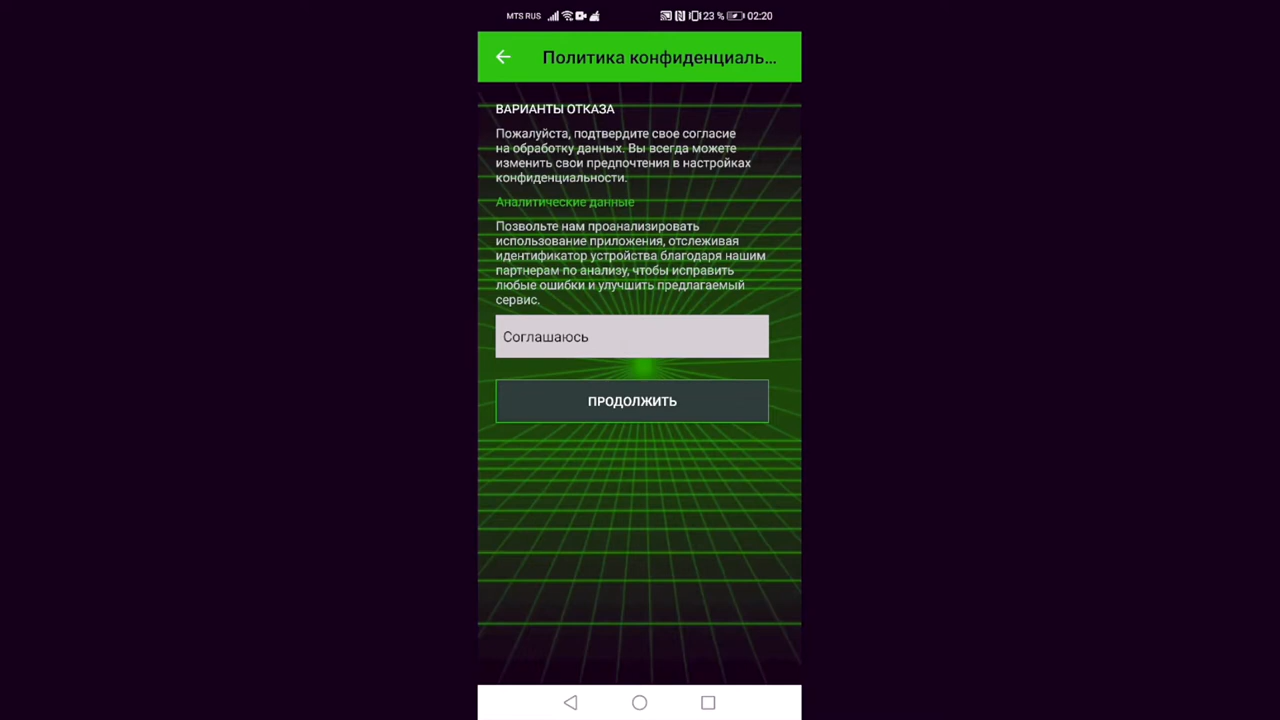 MTS RUS 23 % 02:20
Политика конфиденциаль...
ВАРИАНТЫ ОТКАЗА
Пожалуйста, подтвердите свое согласие
на обработку данных. Вы всегда можете
изменить свои предпочтения в настройках
конфиденциальности.
Аналитические данные
Позвольте нам проанализировать
использование приложения, отслеживая
идентификатор устройства благодаря нашим
партнерам по анализу, чтобы исправить
любые ошибки и улучшить предлагаемый
сервис.
Соглашаюсь
ПРОДОЛЖИТЬ